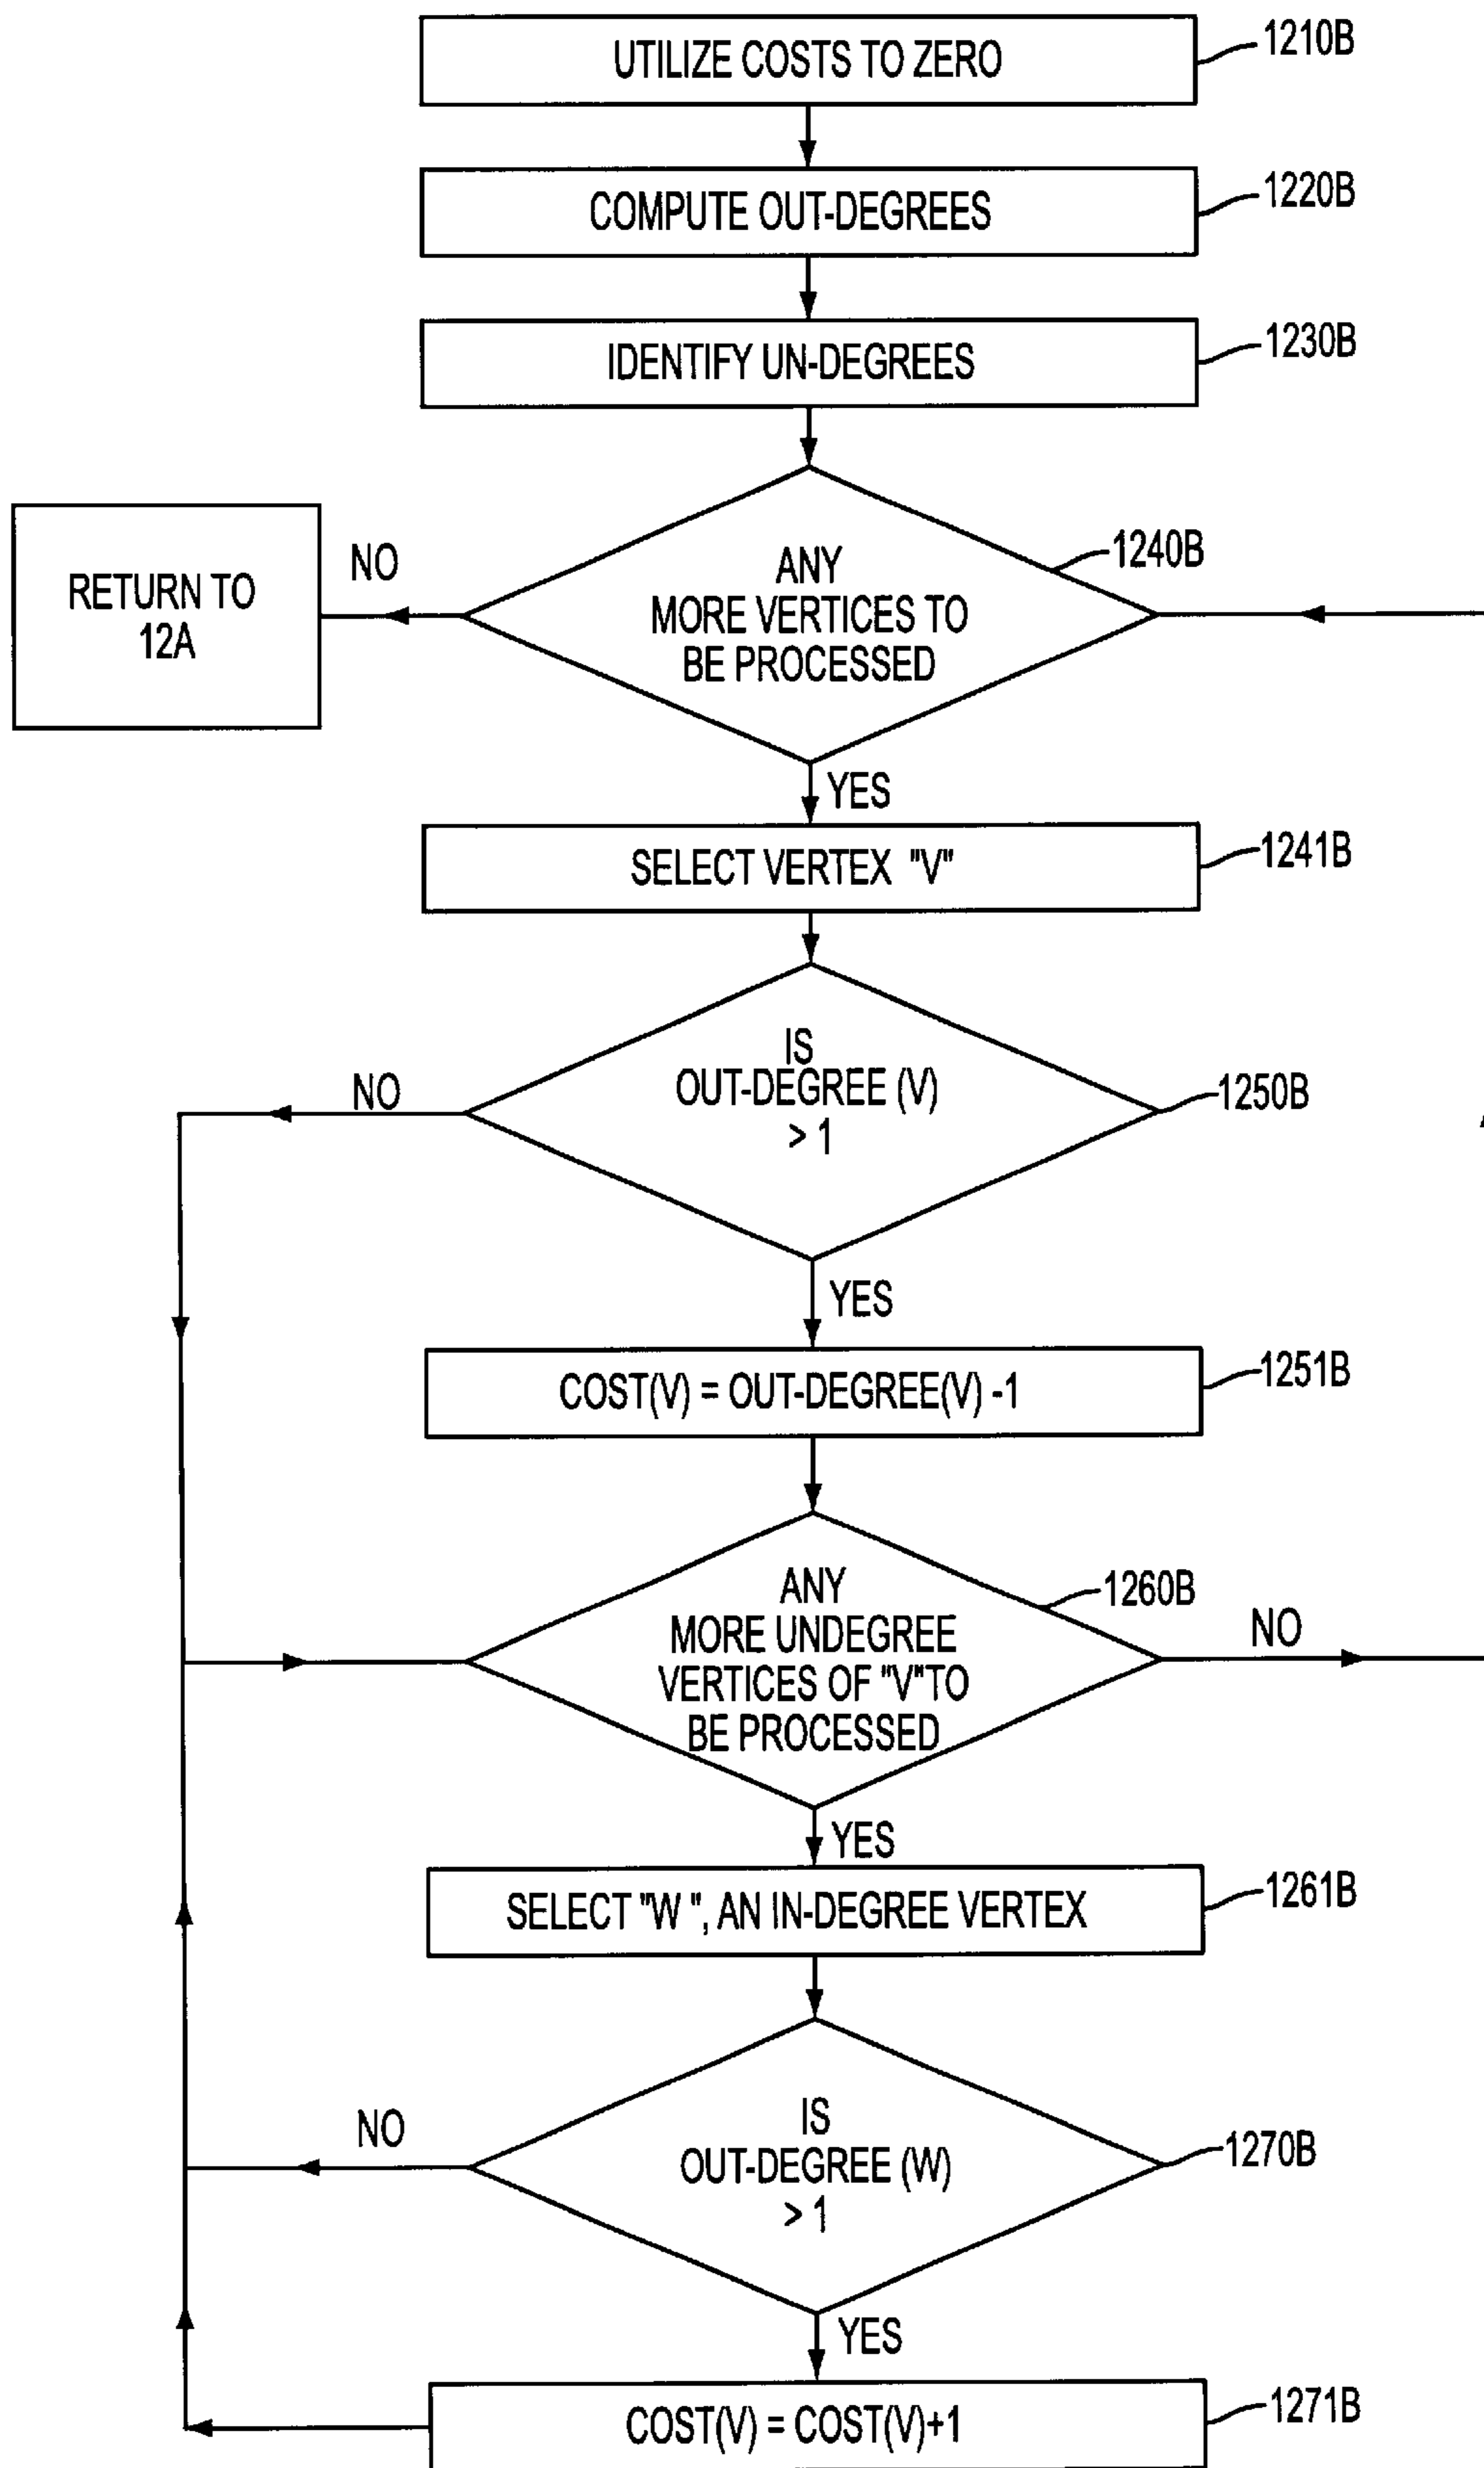 UTILIZE COSTS TO ZERO
1210B
COMPUTE OUT-DEGREES
1220B
IDENTIFY UN-DEGREES
1230B
ANY
MORE VERTICES TO
BE PROCESSED
1240B
NO
RETURN TO
12A
YES
SELECT VERTEX "V"
1241B
IS
OUT-DEGREE (V)
> 1
1250B
NO
YES
COST(V) = OUT-DEGREE(V) -1
1251B
ANY
MORE UNDEGREE
VERTICES OF "V"TO
BE PROCESSED
1260B
NO
YES
SELECT "W ", AN IN-DEGREE VERTEX
1261B
IS
OUT-DEGREE (W)
> 1
1270B
NO
YES
COST(V) = COST(V)+1
1271B